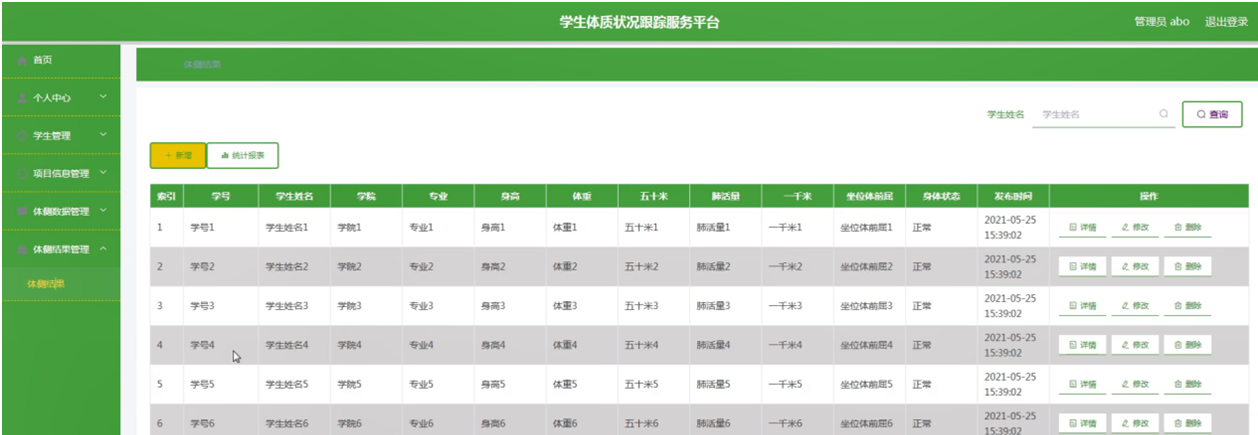 学生体质状况跟踪服务平台
管理员 abo 退出登录
首页
个人中心
学生管理
项目信息管理
体侧数据管理
体侧结果管理
体侧结果
体侧结果
学生姓名 学生姓名 查询
+ 新增 统计报表
索引 学号 学生姓名 学院 专业 身高 体重 五十米 肺活量 一千米 坐位体前屈 身体状态 发布时间 操作
1 学号1 学生姓名1 学院1 专业1 身高1 体重1 五十米1 肺活量1 一千米1 坐位体前屈1 正常 2021-05-25 15:39:02 详情 修改 删除
2 学号2 学生姓名2 学院2 专业2 身高2 体重2 五十米2 肺活量2 一千米2 坐位体前屈2 正常 2021-05-25 15:39:02 详情 修改 删除
3 学号3 学生姓名3 学院3 专业3 身高3 体重3 五十米3 肺活量3 一千米3 坐位体前屈3 正常 2021-05-25 15:39:02 详情 修改 删除
4 学号4 学生姓名4 学院4 专业4 身高4 体重4 五十米4 肺活量4 一千米4 坐位体前屈4 正常 2021-05-25 15:39:02 详情 修改 删除
5 学号5 学生姓名5 学院5 专业5 身高5 体重5 五十米5 肺活量5 一千米5 坐位体前屈5 正常 2021-05-25 15:39:02 详情 修改 删除
6 学号6 学生姓名6 学院6 专业6 身高6 体重6 五十米6 肺活量6 一千米6 坐位体前屈6 正常 2021-05-25 15:39:02 详情 修改 删除